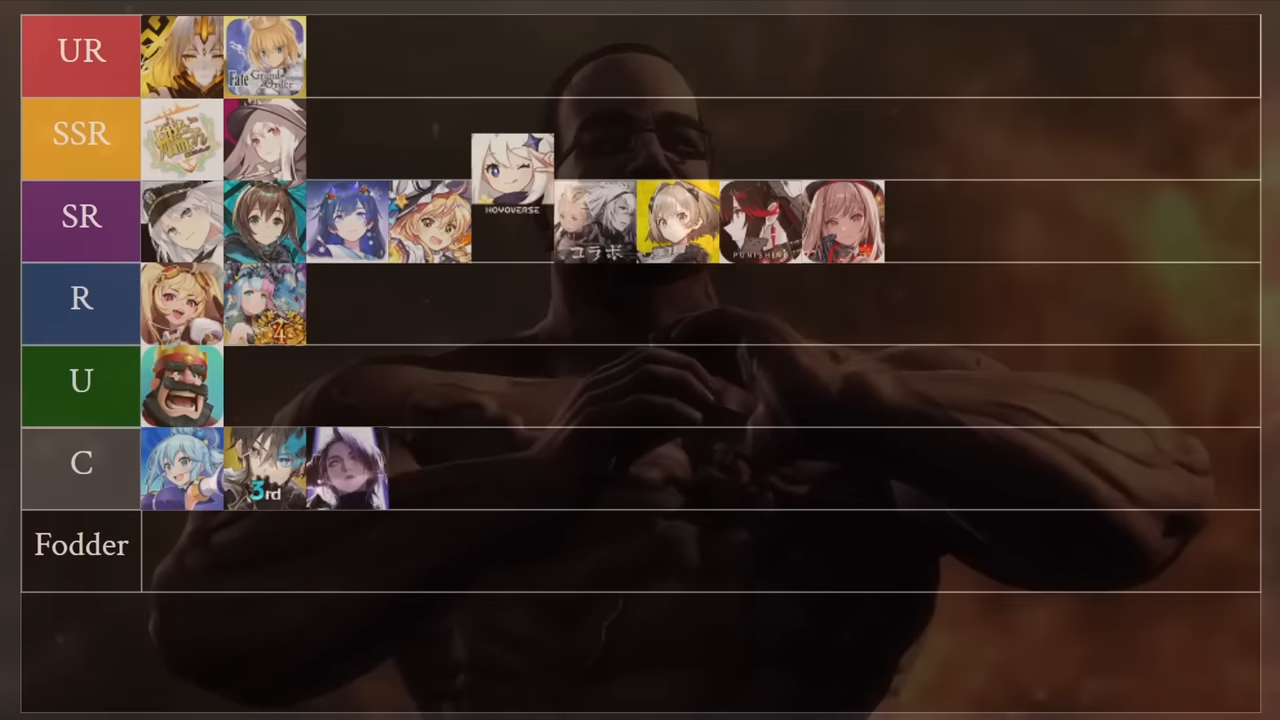 UR
Fate
Grand
Order
SSR
SR
HOYOVERSE
コラボ
PUNISHING
R
4
U
C
3rd
Fodder